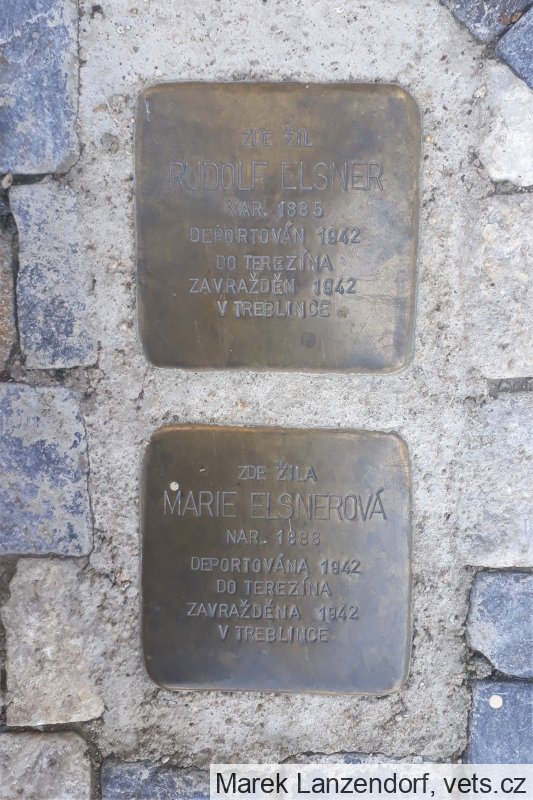 ZDE ŽIL
RUDOLF ELSNER
NAR. 1885
DEPORTOVÁN 1942
DO TEREZÍNA
ZAVRAŽDĚN 1942
V TREBLINCE
ZDE ŽILA
MARIE ELSNEROVÁ
NAR. 1888
DEPORTOVÁNA 1942
DO TEREZÍNA
ZAVRAŽDĚNA 1942
V TREBLINCE
Marek Lanzendorf, vets.cz